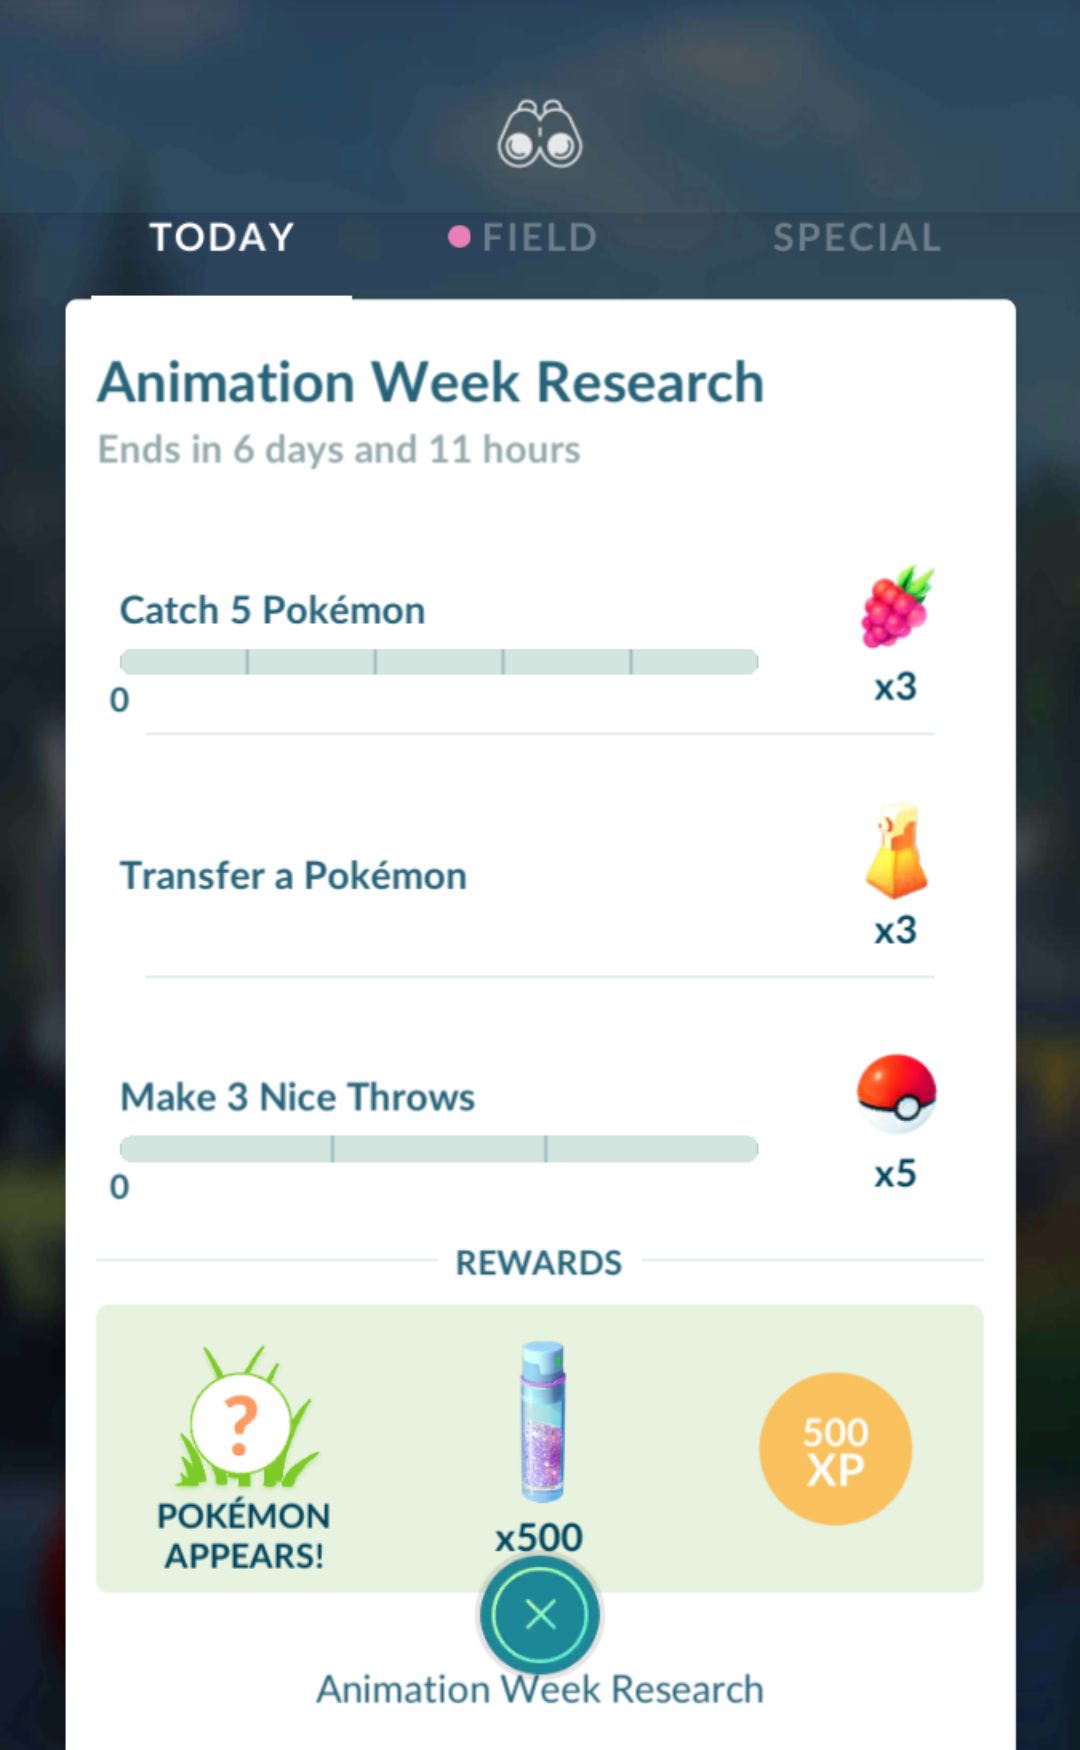 TODAY
FIELD
SPECIAL
Animation Week Research
Ends in 6 days and 11 hours
Catch 5 Pokémon
0
x3
Transfer a Pokémon
x3
Make 3 Nice Throws
0
x5
REWARDS
POKÉMON
APPEARS!
?
x500
500
XP
Animation Week Research